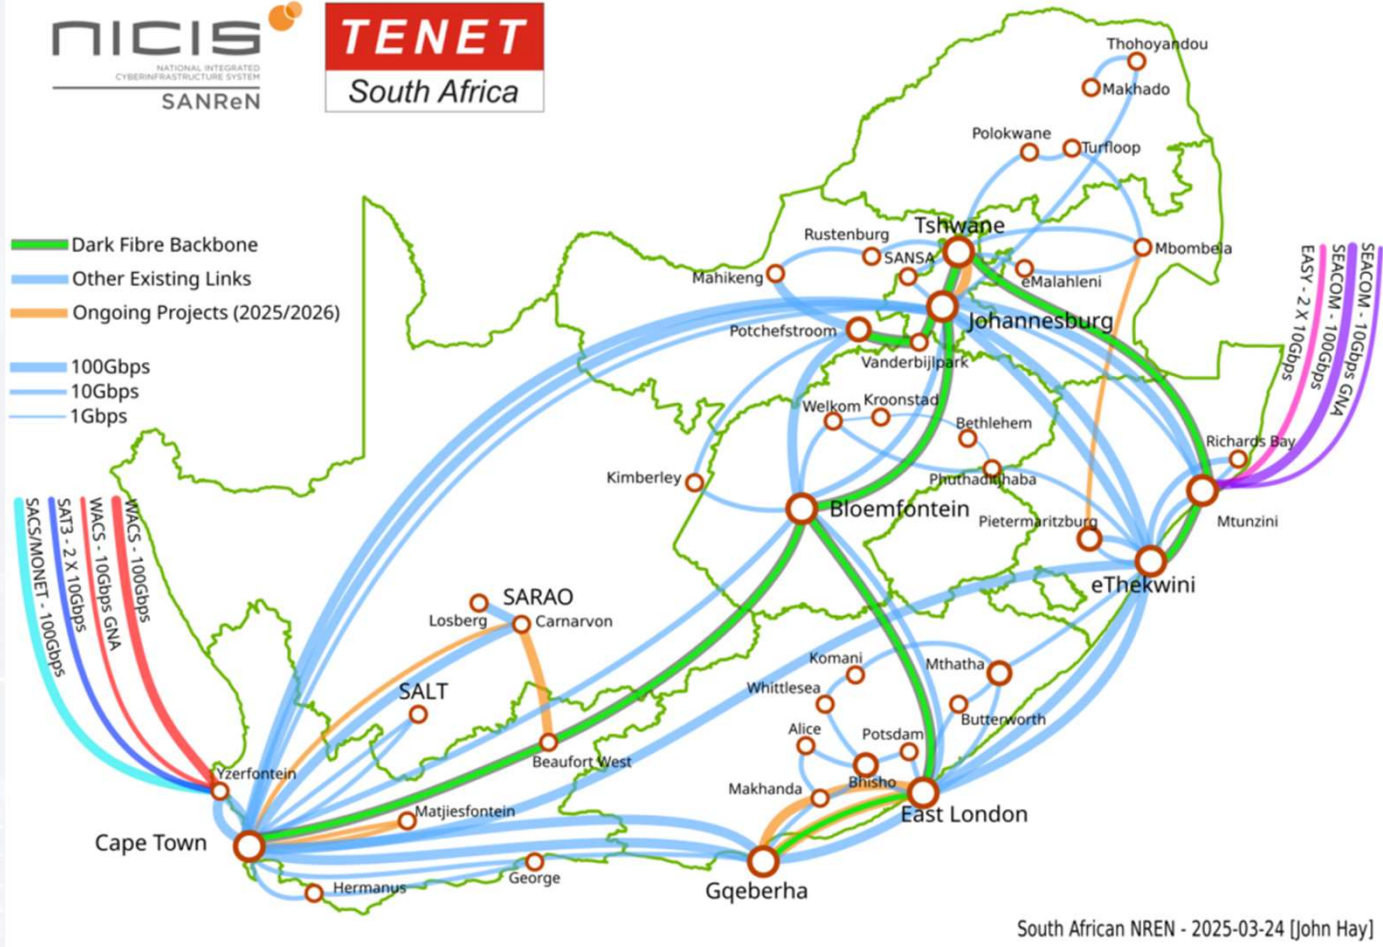 NICIS
NATIONAL INTEGRATED
CYBERINFRASTRUCTURE SYSTEM
SANReN
TENET
South Africa
Dark Fibre Backbone
Other Existing Links
Ongoing Projects (2025/2026)
100Gbps
10Gbps
1Gbps
Thohoyandou
Makhado
Polokwane
Turfloop
Tshwane
Rustenburg
SANSA
Mbombela
Mahikeng
eMalahleni
Johannesburg
Potchefstroom
Vanderbijlpark
EASY - 2 X 10Gbps
SEACOM - 100Gbps
SEACOM - 10Gbps GNA
Welkom
Kroonstad
Bethlehem
Richards Bay
Kimberley
Phuthaditjhaba
Bloemfontein
Pietermaritzburg
Mtunzini
eThekwini
SACS/MONET - 100Gbps
SAT3 - 2 X 10Gbps
WACS - 10Gbps GNA
WACS - 100Gbps
SARAO
Losberg
Carnarvon
SALT
Komani
Mthatha
Whittlesea
Butterworth
Alice
Potsdam
Beaufort West
Yzerfontein
Bhisho
Makhanda
Matjiesfontein
East London
Cape Town
George
Hermanus
Gqeberha
South African NREN - 2025-03-24 [John Hay]